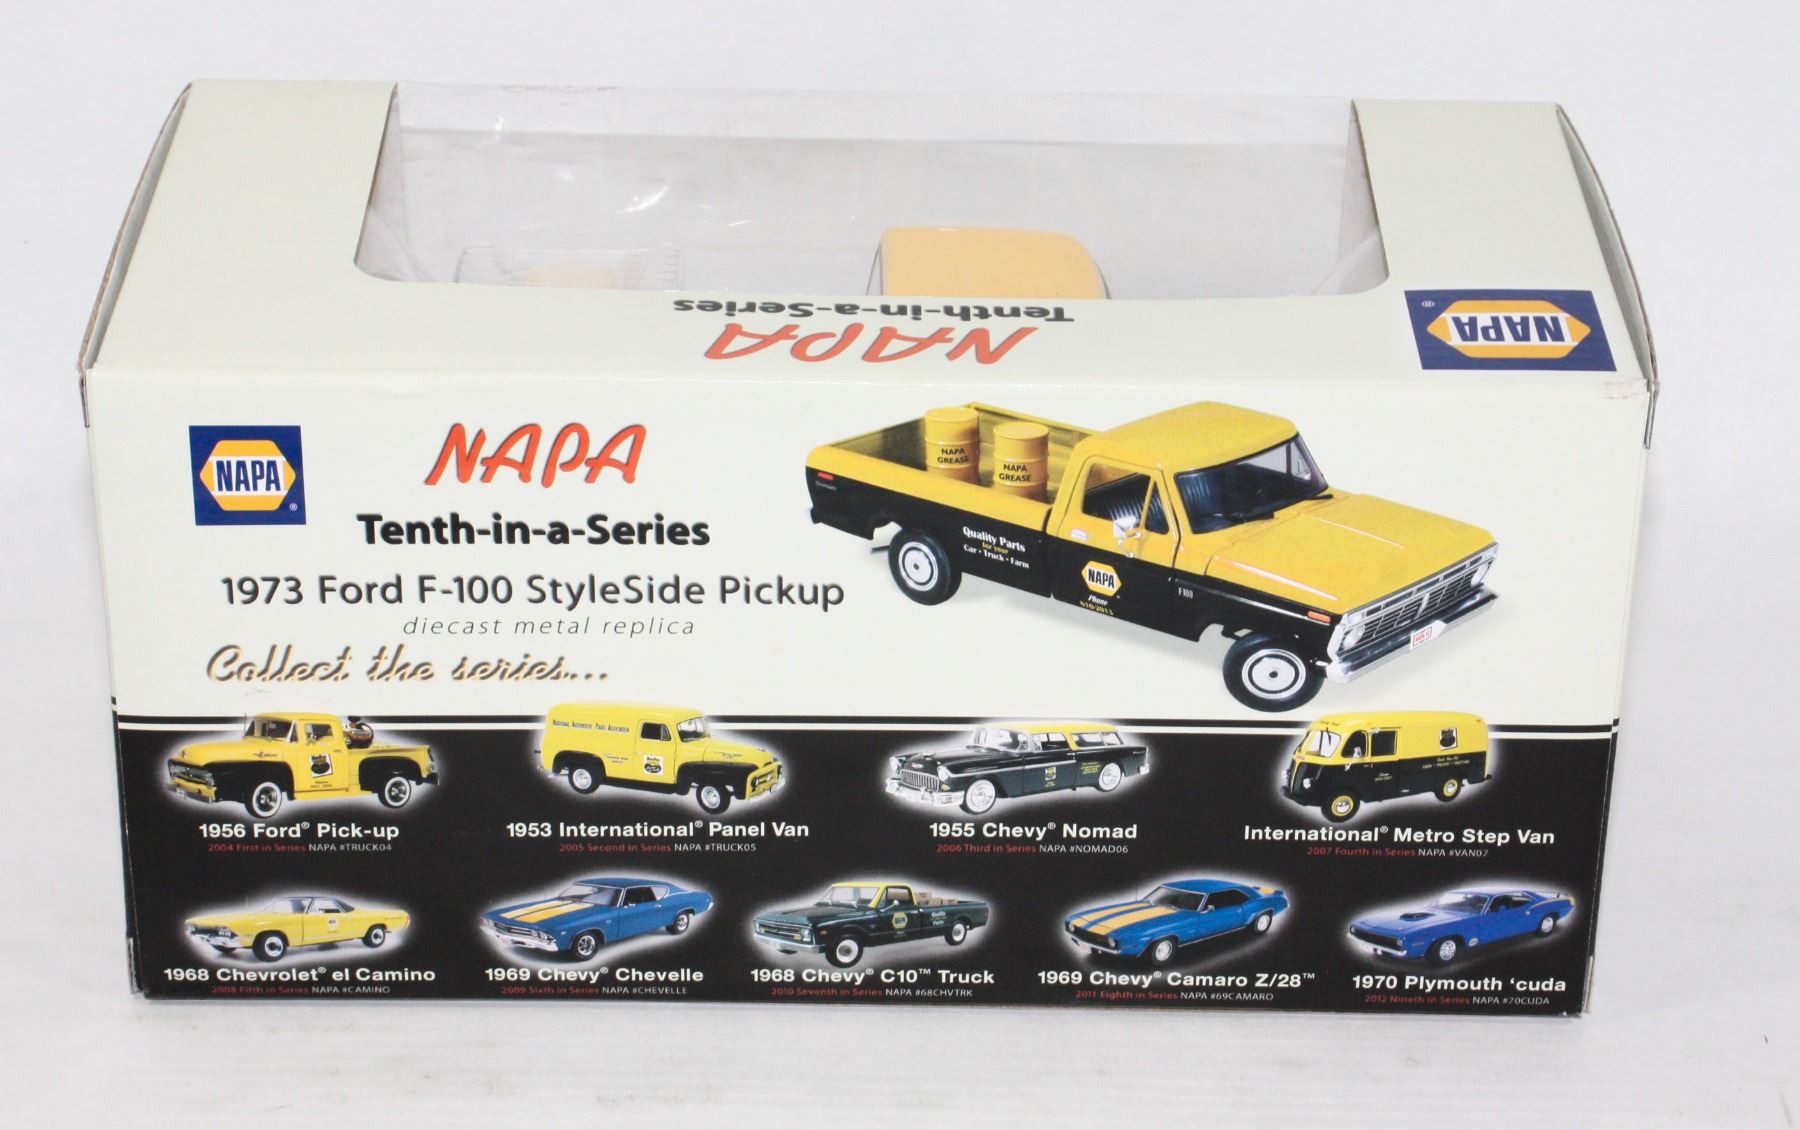 Tenth-in-a-Series
NAPA
NAPA
®
NAPA
®
NAPA
Tenth-in-a-Series
1973 Ford F-100 StyleSide Pickup
diecast metal replica
Collect the series...
NAPA
GREASE
NAPA
GREASE
Quality Parts
for your
Car • Truck • Farm
NAPA
Phone
F100
1956 Ford® Pick-up
2004 First in Series NAPA #TRUCK04
1953 International® Panel Van
2005 Second in Series NAPA #TRUCK05
1955 Chevy® Nomad
2006 Third in Series NAPA #NOMAD06
International® Metro Step Van
2007 Fourth in Series NAPA #VAN07
1968 Chevrolet® el Camino
2008 Fifth in Series NAPA #CAMINO
1969 Chevy® Chevelle
2009 Sixth in Series NAPA #CHEVELLE
1968 Chevy® C10™ Truck
2010 Seventh in Series NAPA #68CHVTRK
1969 Chevy® Camaro Z/28™
2011 Eighth in Series NAPA #69CAMARO
1970 Plymouth ‘cuda
2012 Nineth in Series NAPA #70CUDA